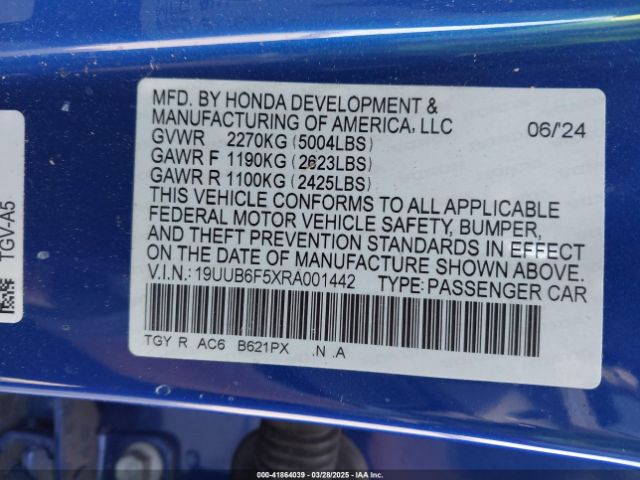 MFD. BY HONDA DEVELOPMENT &
MANUFACTURING OF AMERICA, LLC 06/'24
GVWR 2270KG (5004LBS)
GAWR F 1190KG (2623LBS)
GAWR R 1100KG (2425LBS)
THIS VEHICLE CONFORMS TO ALL APPLICABLE
FEDERAL MOTOR VEHICLE SAFETY, BUMPER,
AND THEFT PREVENTION STANDARDS IN EFFECT
ON THE DATE OF MANUFACTURE SHOWN ABOVE.
V.I.N.: 19UUB6F5XRA001442 TYPE: PASSENGER CAR
TGY R AC6 B621PX .N .A
TGV-A5
000-41864039 | 03/28/2025 | COPART IAA